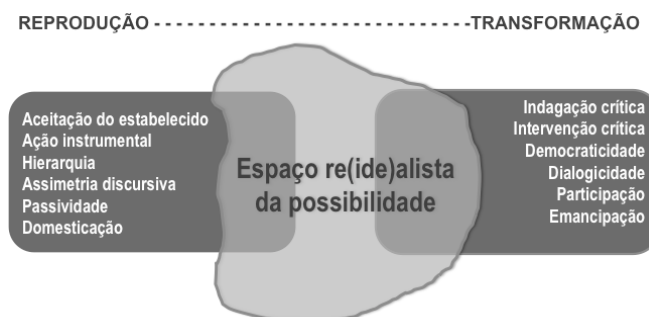 REPRODUÇÃO - - - - - - - - - - - - - - - - - - - - - - - - - - - - -TRANSFORMAÇÃO
Aceitação do estabelecido
Ação instrumental
Hierarquia
Assimetria discursiva
Passividade
Domesticação
Espaço re(ide)alista
da possibilidade
Indagação crítica
Intervenção crítica
Democraticidade
Dialogicidade
Participação
Emancipação